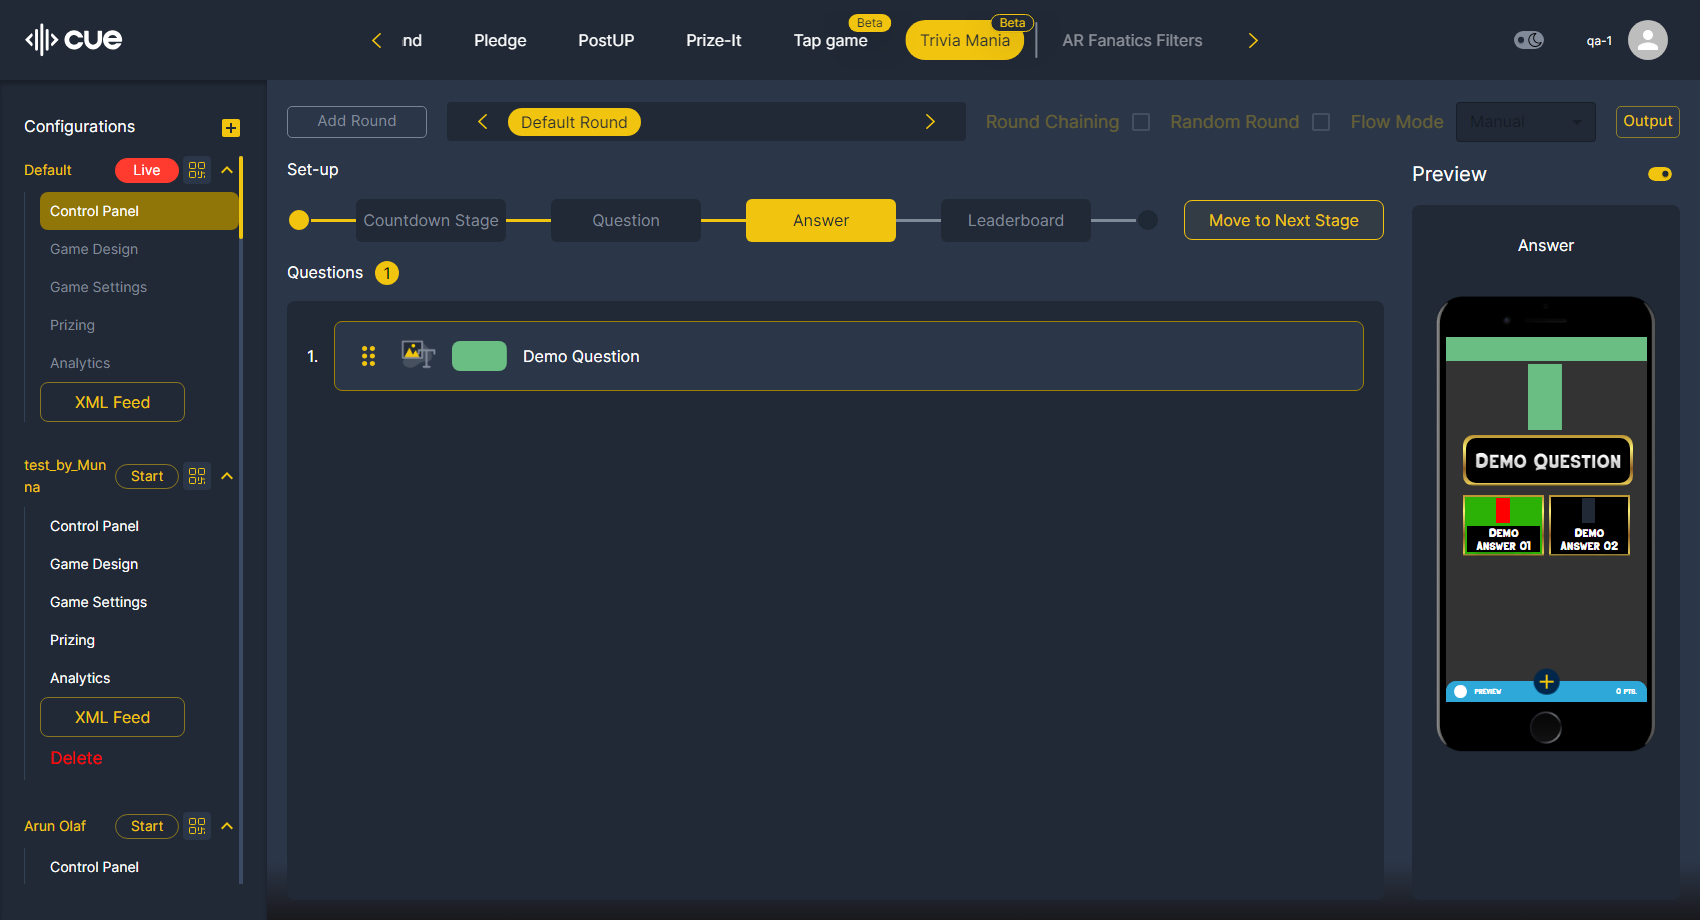 cue
nd
Pledge
PostUP
Prize-It
Tap game
Beta
Trivia Mania
Beta
AR Fanatics Filters
qa-1
Configurations
Default
Live
Control Panel
Game Design
Game Settings
Prizing
Analytics
XML Feed
test_by_Mun
na
Start
Control Panel
Game Design
Game Settings
Prizing
Analytics
XML Feed
Delete
Arun Olaf
Start
Control Panel
Add Round
Default Round
Round Chaining
Random Round
Flow Mode
Manual
Output
Set-up
Countdown Stage
Question
Answer
Leaderboard
Move to Next Stage
Questions
1
1.
Demo Question
Preview
Answer
Demo Question
Demo
Answer 01
Demo
Answer 02
PREVIEW
0 PTS.